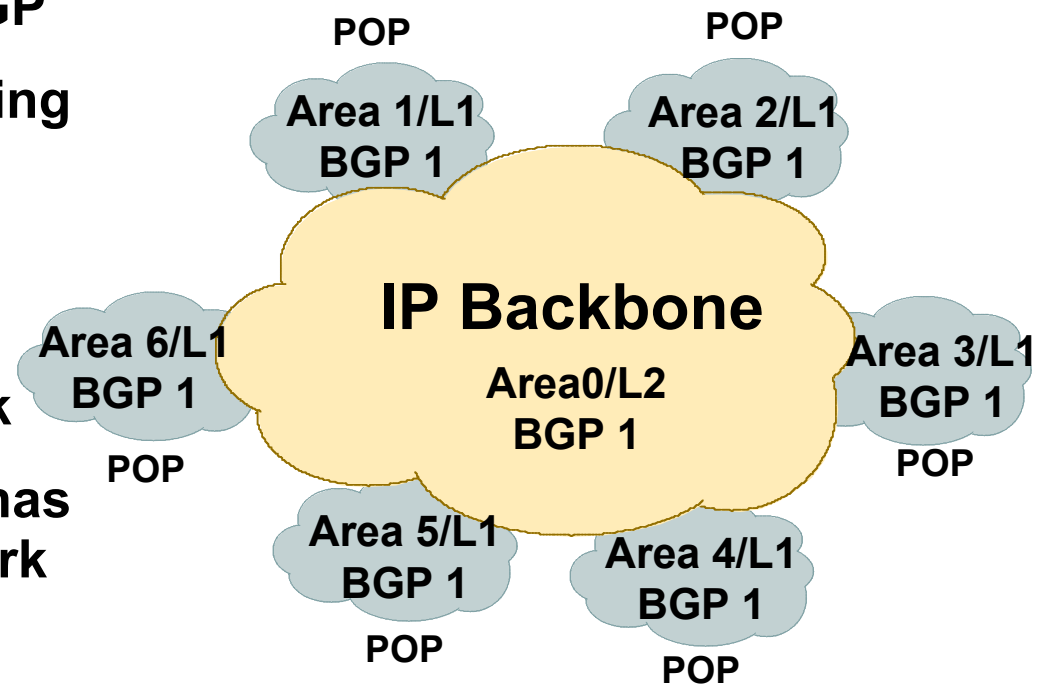 POP
POP
Area 1/L1
BGP 1
Area 2/L1
BGP 1
IP Backbone
Area0/L2
BGP 1
Area 6/L1
BGP 1
POP
Area 3/L1
BGP 1
POP
Area 5/L1
BGP 1
POP
Area 4/L1
BGP 1
POP